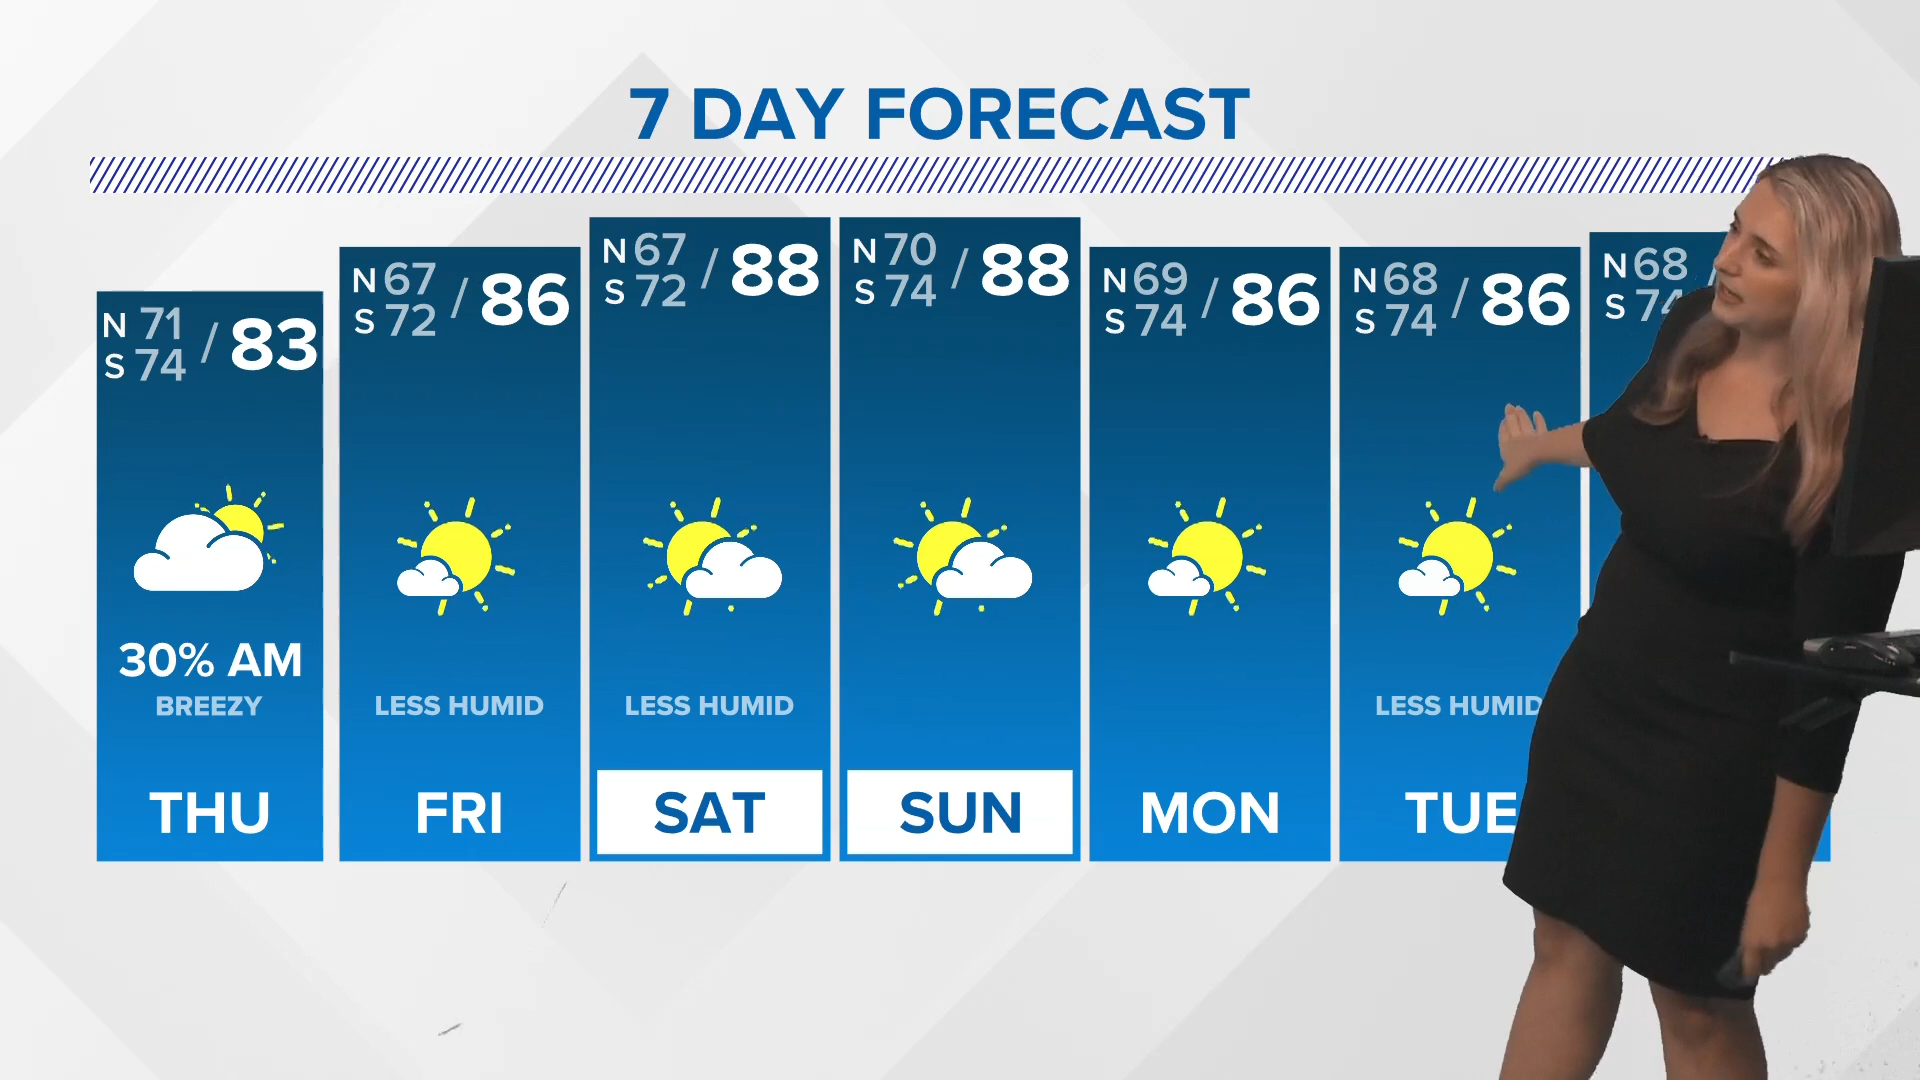 7 DAY FORECAST
N 71 / 83
S 74
N 67 / 86
S 72
N 67 / 88
S 72
N 70 / 88
S 74
N 69 / 86
S 74
N 68 / 86
S 74
N 68
S 74
30% AM
BREEZY
LESS HUMID
LESS HUMID
LESS HUMID
THU
FRI
SAT
SUN
MON
TUE